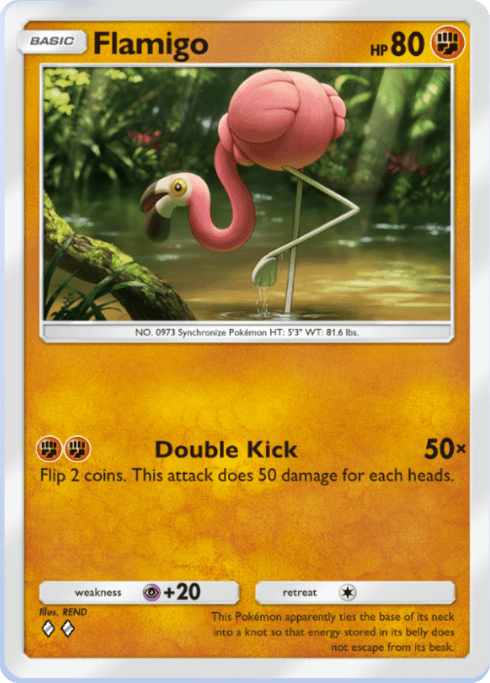 BASIC Flamigo HP 80
NO. 0973 Synchronize Pokémon HT: 5'3" WT: 81.6 lbs.
Double Kick 50×
Flip 2 coins. This attack does 50 damage for each heads.
weakness +20 retreat
Illus. REND
This Pokémon apparently ties the base of its neck
into a knot so that energy stored in its belly does
not escape from its beak.